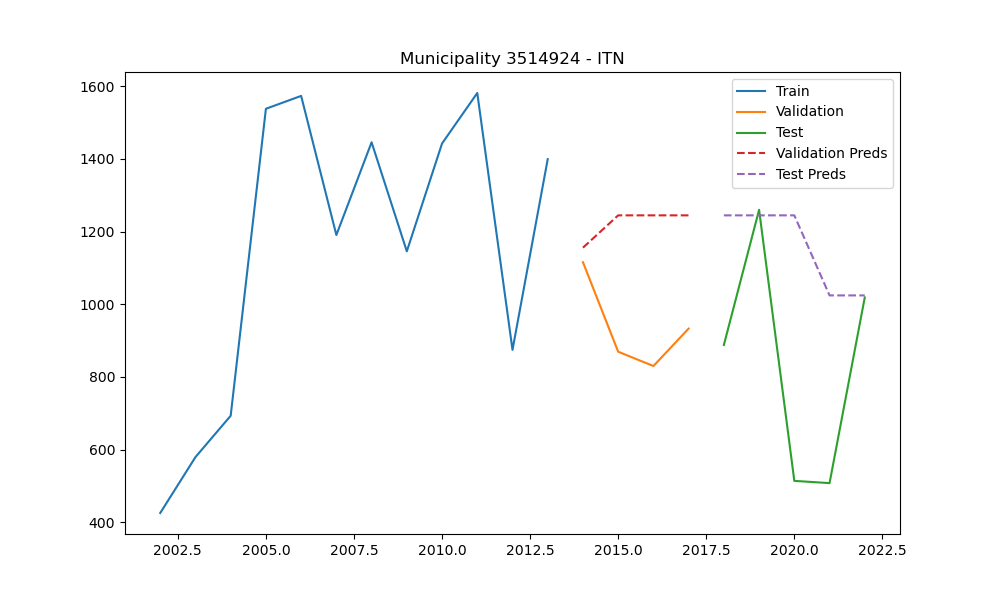 Municipality 3514924 - ITN
1600
1400
1200
1000
800
600
400
2002.5 2005.0 2007.5 2010.0 2012.5 2015.0 2017.5 2020.0 2022.5
Train
Validation
Test
Validation Preds
Test Preds